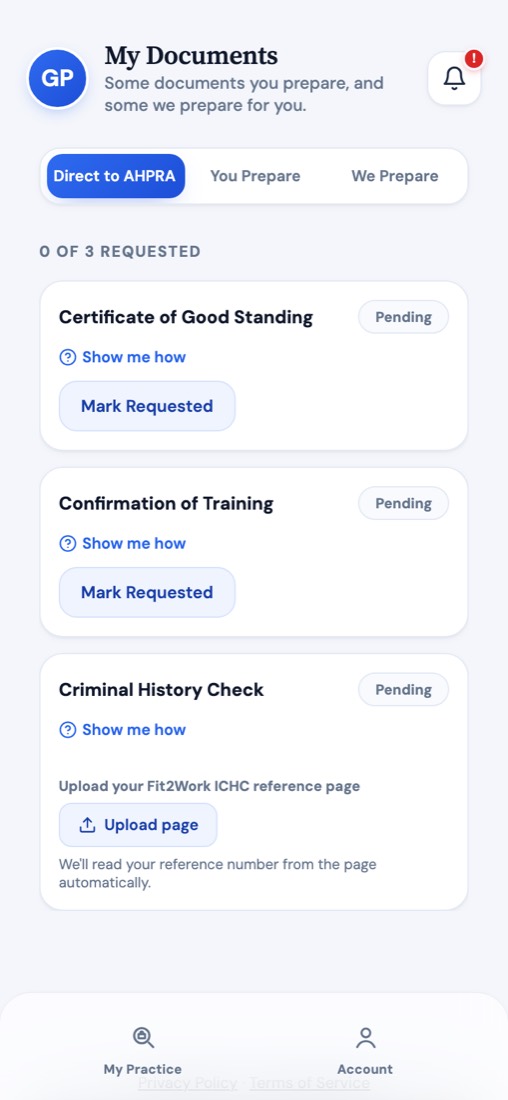 GP
My Documents
Some documents you prepare, and
some we prepare for you.
!
Direct to AHPRA
You Prepare
We Prepare
0 OF 3 REQUESTED
Certificate of Good Standing
Pending
Show me how
Mark Requested
Confirmation of Training
Pending
Show me how
Mark Requested
Criminal History Check
Pending
Show me how
Upload your Fit2Work ICHC reference page
Upload page
We'll read your reference number from the page
automatically.
My Practice
Account
Privacy Policy · Terms of Service